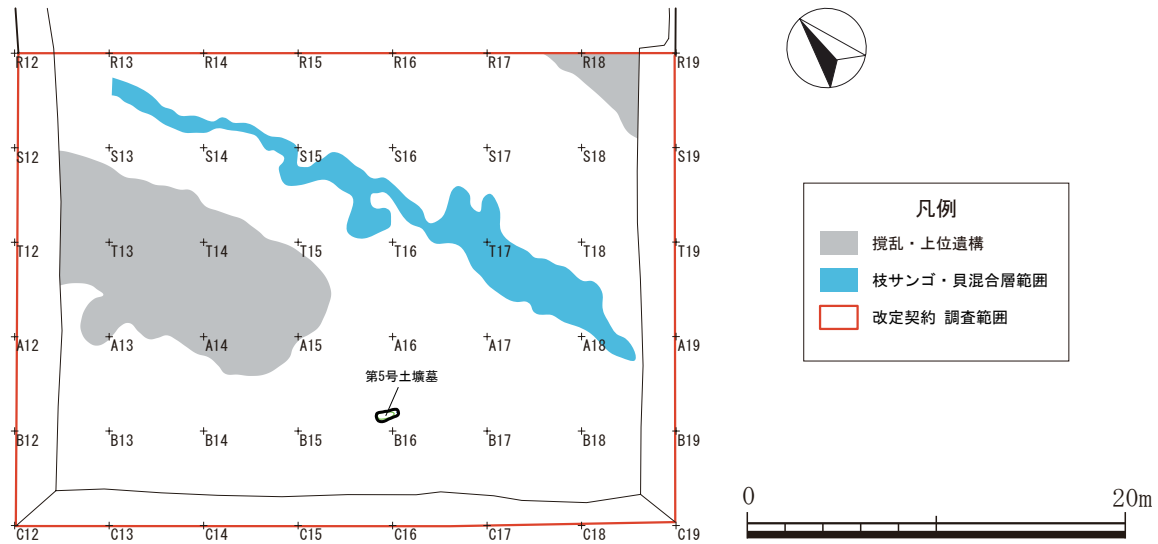 R12 R13 R14 R15 R16 R17 R18 R19
S12 S13 S14 S15 S16 S17 S18 S19
T12 T13 T14 T15 T16 T17 T18 T19
A12 A13 A14 A15 A16 A17 A18 A19
第5号土壙墓
B12 B13 B14 B15 B16 B17 B18 B19
C12 C13 C14 C15 C16 C17 C18 C19
凡例
撹乱・上位遺構
枝サンゴ・貝混合層範囲
改定契約 調査範囲
0 20m